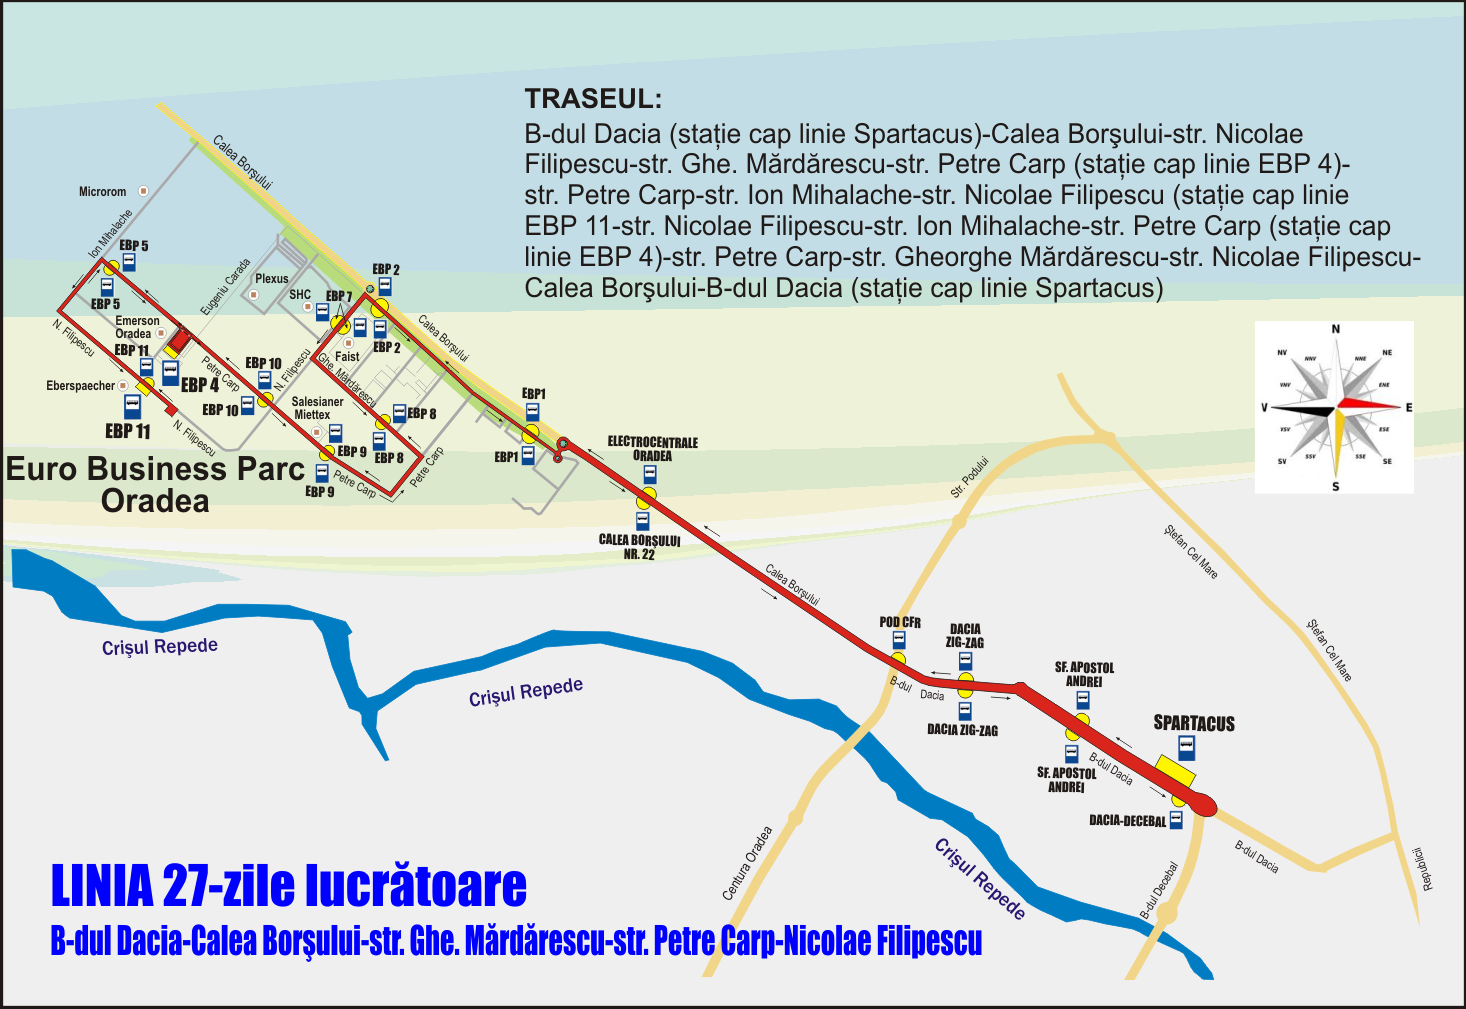 TRASEUL:
B-dul Dacia (stație cap linie Spartacus)-Calea Borşului-str. Nicolae
Filipescu-str. Ghe. Mărdărescu-str. Petre Carp (stație cap linie EBP 4)-
str. Petre Carp-str. Ion Mihalache-str. Nicolae Filipescu (stație cap linie
EBP 11-str. Nicolae Filipescu-str. Ion Mihalache-str. Petre Carp (stație cap
linie EBP 4)-str. Petre Carp-str. Gheorghe Mărdărescu-str. Nicolae Filipescu-
Calea Borşului-B-dul Dacia (stație cap linie Spartacus)
Calea Borşului
Microrom
Ion Mihalache
EBP 5
EBP 5
Eugeniu Carada
Plexus
SHC
EBP 7
EBP 2
EBP 2
Calea Borşului
Emerson
Oradea
N. Filipescu
EBP 11
Petre Carp
EBP 10
N. Filipescu
Faist
Ghe. Mărdărescu
Eberspaecher
EBP 4
EBP 10
Salesianer
Miettex
EBP 8
EBP1
EBP 11
N. Filipescu
EBP 9
EBP 8
Petre Carp
EBP1
EBP 9
Petre Carp
Euro Business Parc
Oradea
ELECTROCENTRALE
ORADEA
CALEA BORŞULUI
NR. 22
N
NNV
NNE
NV
NE
VNV
ENE
V
E
VSV
ESE
SV
SE
SSV
SSE
S
Str. Podului
Ştefan Cel Mare
Ştefan Cel Mare
Calea Borşului
POD CFR
DACIA
ZIG-ZAG
B-dul Dacia
DACIA ZIG-ZAG
SF. APOSTOL
ANDREI
SF. APOSTOL
ANDREI
B-dul Dacia
SPARTACUS
DACIA-DECEBAL
B-dul Dacia
Republicii
B-dul Decebal
Centura Oradea
Crişul Repede
Crişul Repede
Crişul Repede
LINIA 27-zile lucrătoare
B-dul Dacia-Calea Borşului-str. Ghe. Mărdărescu-str. Petre Carp-Nicolae Filipescu